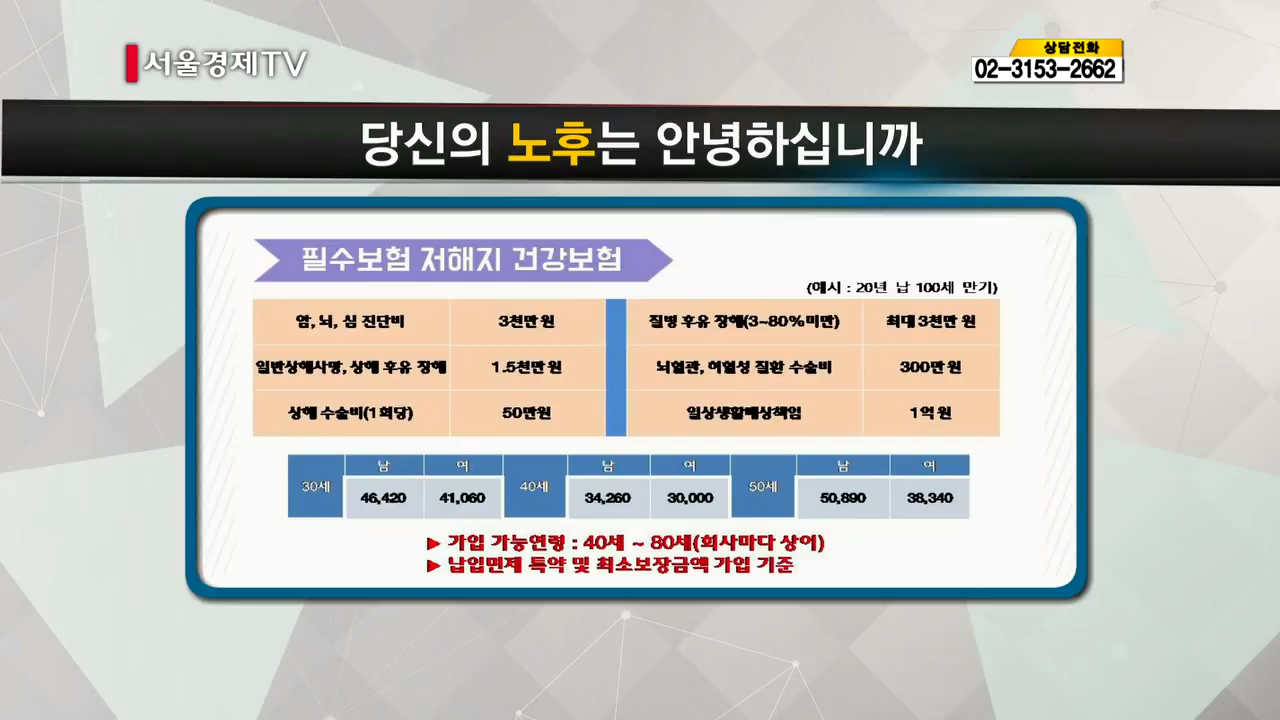 서울경제TV
상담전화
02-3153-2662
당신의 노후는 안녕하십니까
필수보험 저해지 건강보험
(예시 : 20년 납 100세 만기)
암, 뇌, 심 진단비 3천만 원 질병 후유 장해(3~80%미만) 최대 3천만 원
일반상해사망, 상해 후유 장해 1.5천만 원 뇌혈관, 허혈성 질환 수술비 300만 원
상해 수술비(1회당) 50만원 일상생활배상책임 1억 원
남 여 남 여 남 여
30세 40세 50세
46,420 41,060 34,260 30,000 50,890 38,340
▶ 가입 가능연령 : 40세 ~ 80세(회사마다 상이)
▶ 납입면제 특약 및 최소보장금액 가입 기준